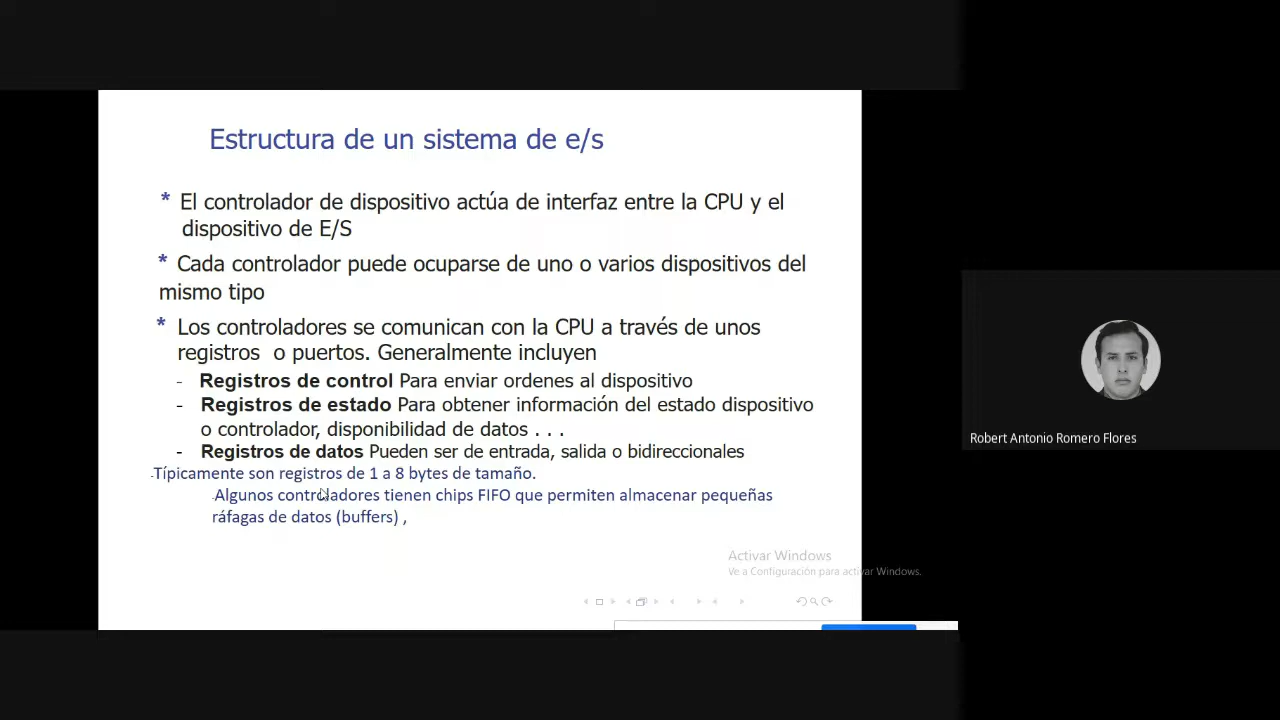 Estructura de un sistema de e/s
* El controlador de dispositivo actúa de interfaz entre la CPU y el
dispositivo de E/S
* Cada controlador puede ocuparse de uno o varios dispositivos del
mismo tipo
* Los controladores se comunican con la CPU a través de unos
registros o puertos. Generalmente incluyen
- Registros de control Para enviar ordenes al dispositivo
- Registros de estado Para obtener información del estado dispositivo
o controlador, disponibilidad de datos . . .
- Registros de datos Pueden ser de entrada, salida o bidireccionales
-Típicamente son registros de 1 a 8 bytes de tamaño.
-Algunos controladores tienen chips FIFO que permiten almacenar pequeñas
ráfagas de datos (buffers) ,
Activar Windows
Ve a Configuración para activar Windows.
Robert Antonio Romero Flores